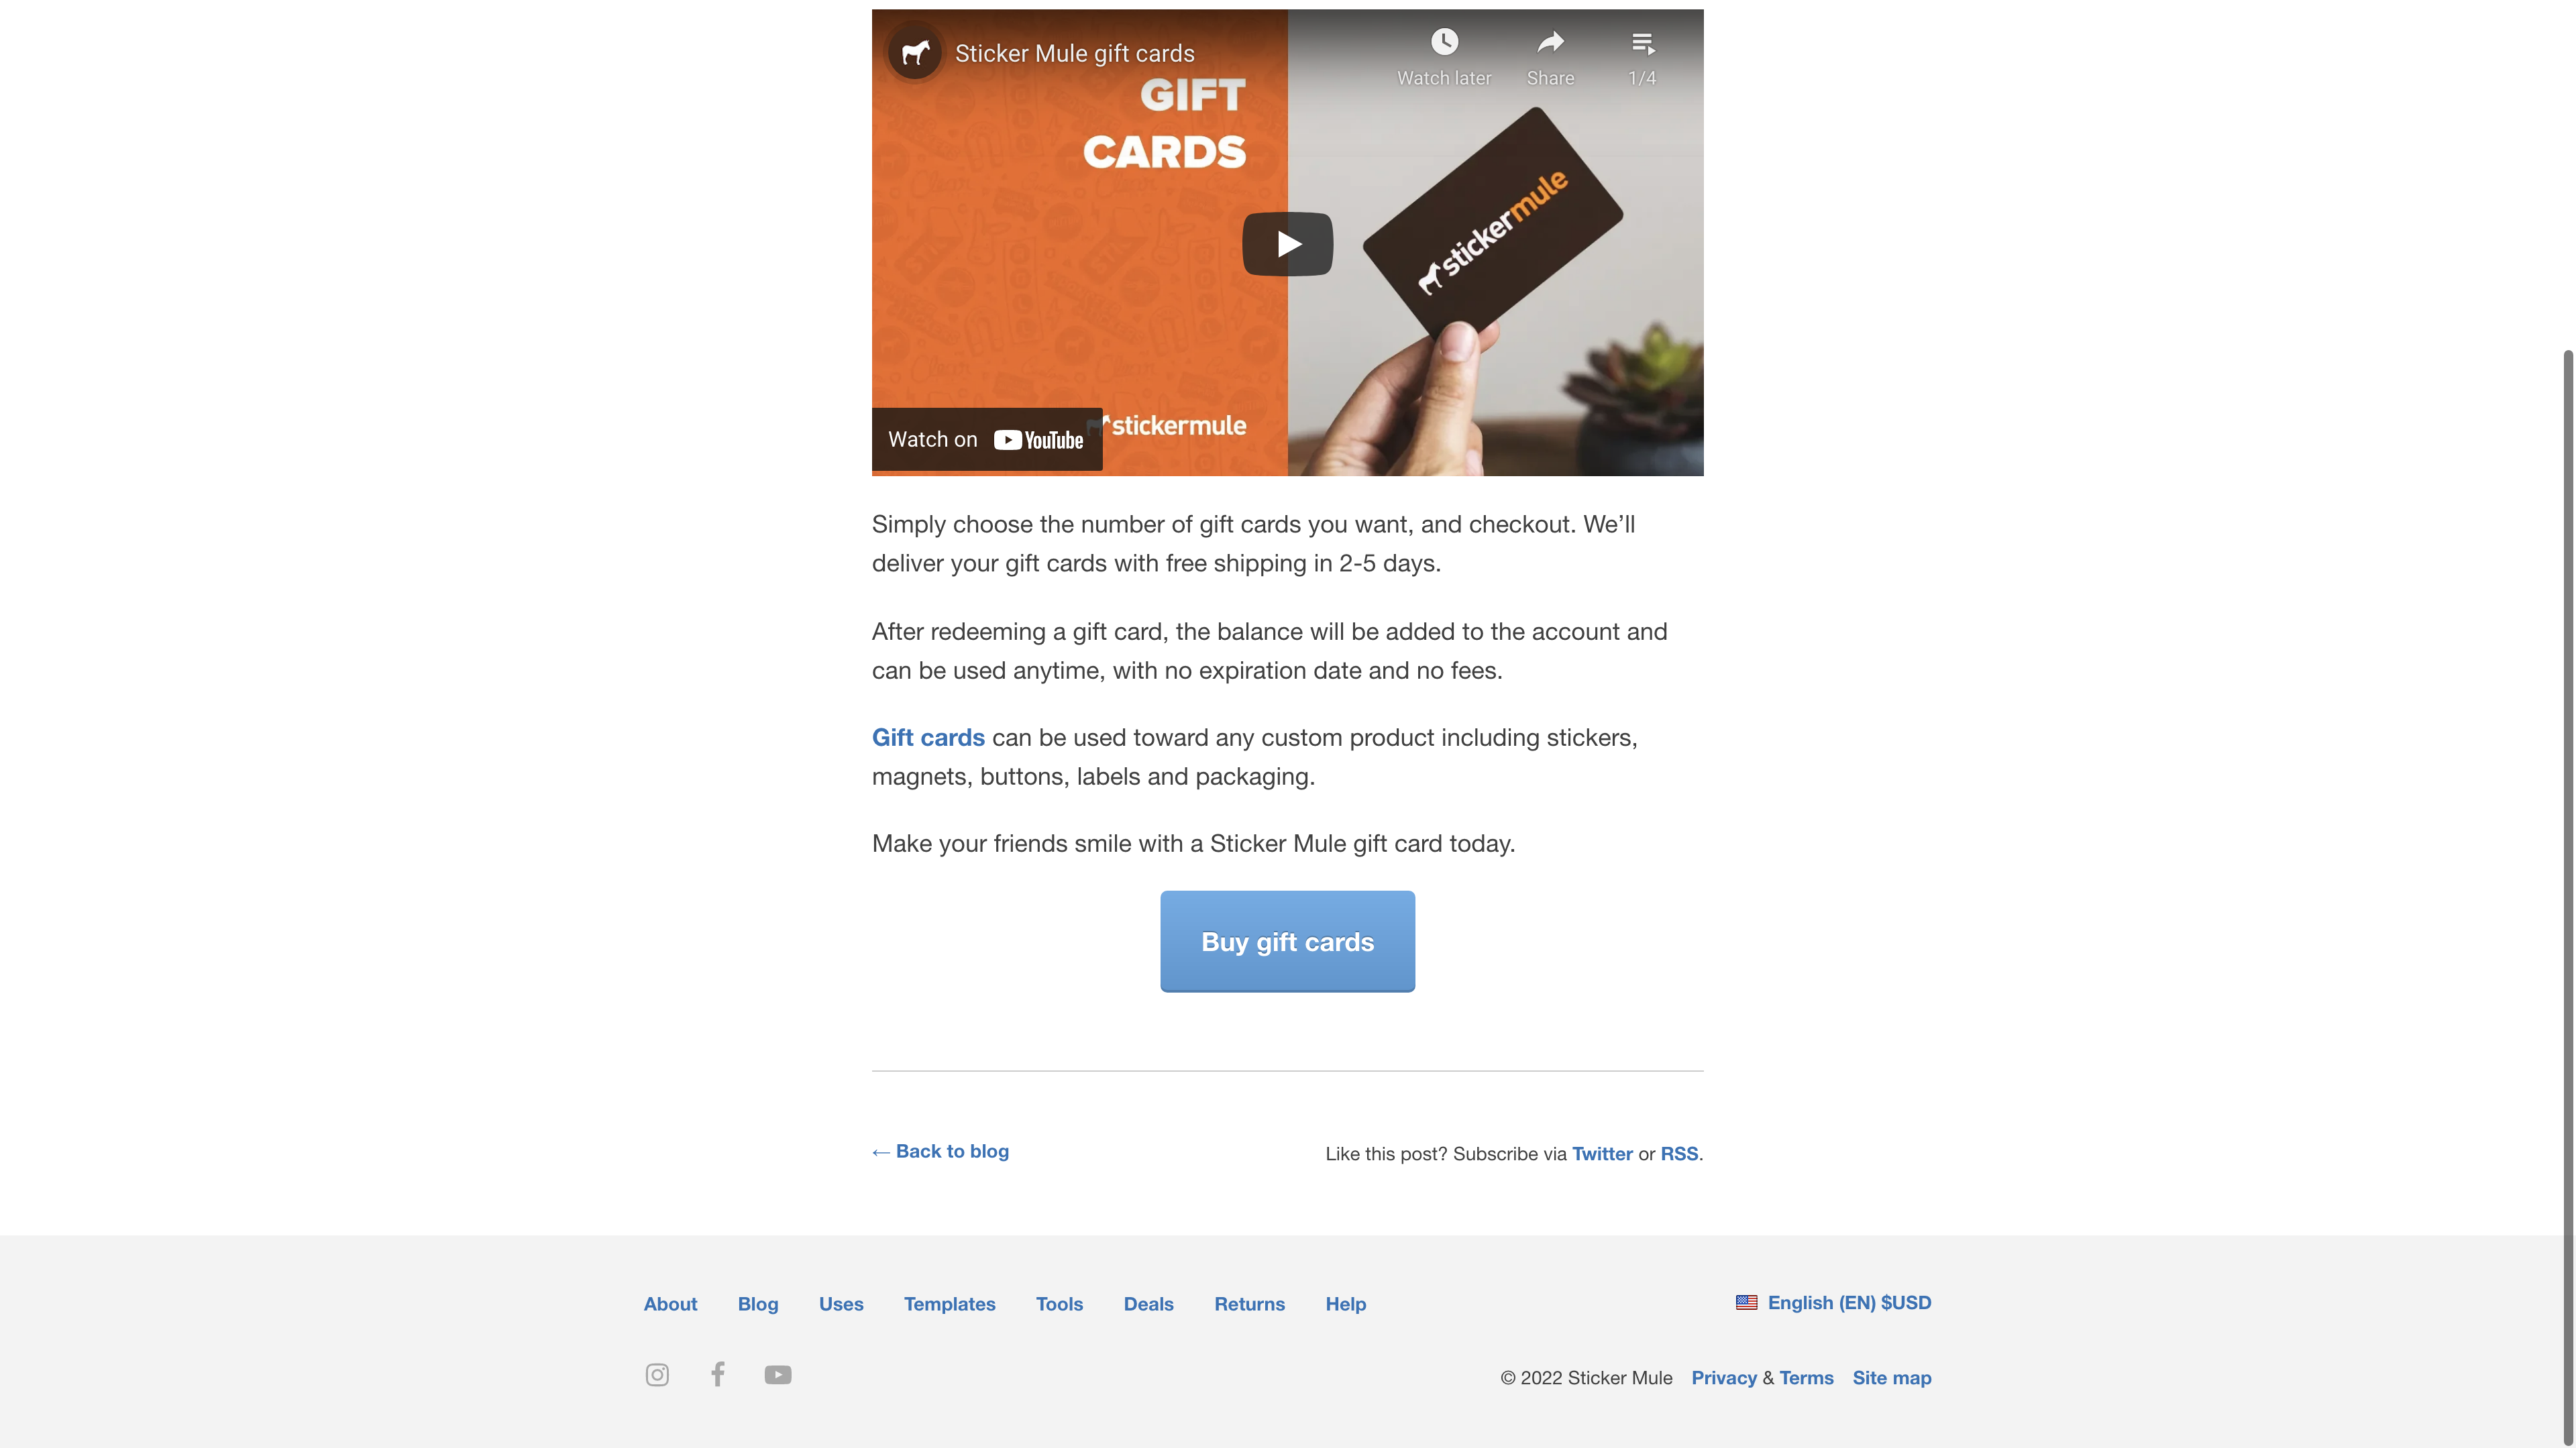 Sticker Mule gift cards
Watch later
Share
1/4
GIFT
CARDS
stickermule
stickermule
Watch on YouTube
Simply choose the number of gift cards you want, and checkout. We’ll
deliver your gift cards with free shipping in 2-5 days.
After redeeming a gift card, the balance will be added to the account and
can be used anytime, with no expiration date and no fees.
Gift cards can be used toward any custom product including stickers,
magnets, buttons, labels and packaging.
Make your friends smile with a Sticker Mule gift card today.
Buy gift cards
← Back to blog
Like this post? Subscribe via Twitter or RSS.
About Blog Uses Templates Tools Deals Returns Help
English (EN) $USD
© 2022 Sticker Mule Privacy & Terms Site map